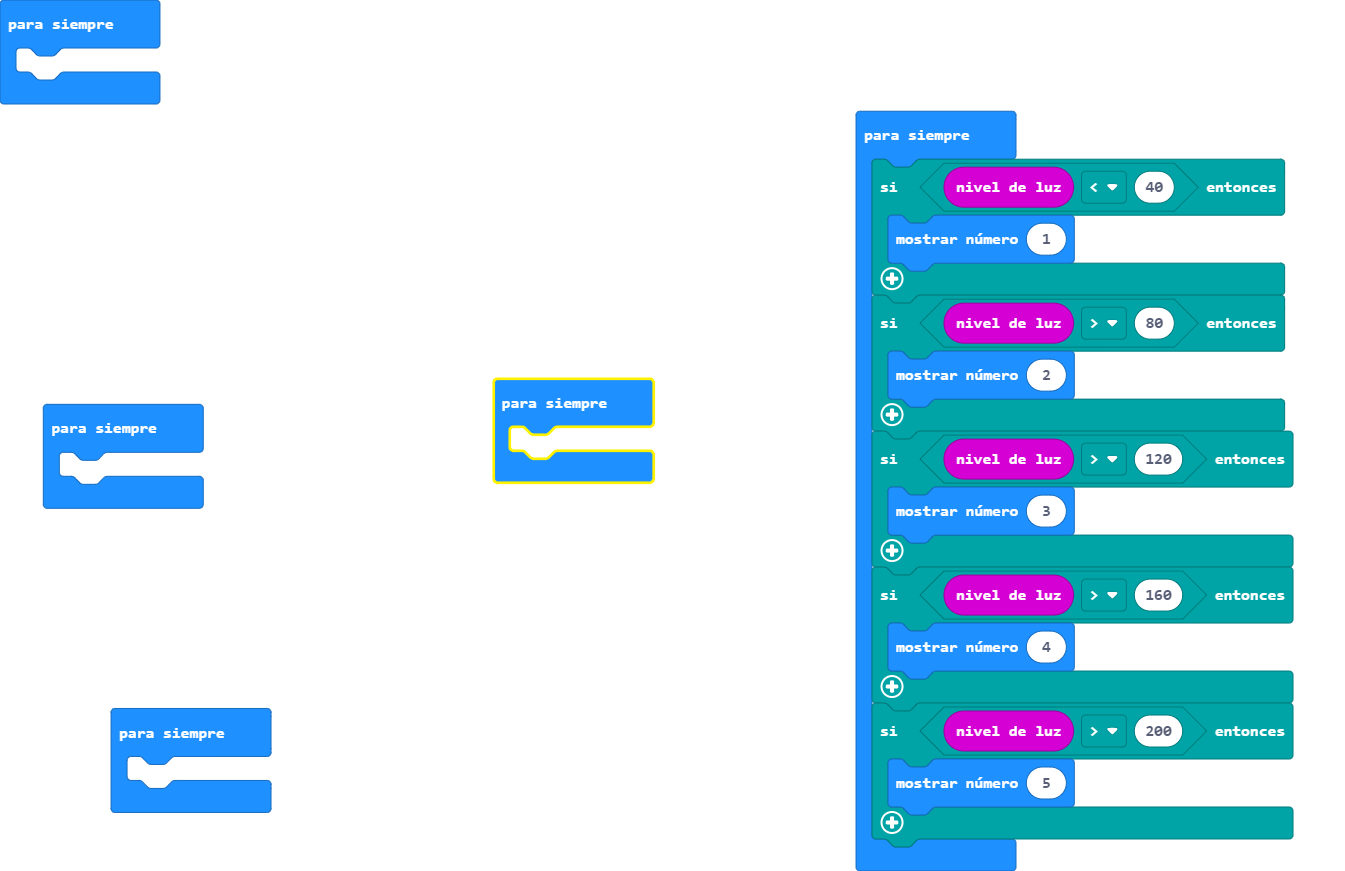 para siempre
para siempre
si nivel de luz < 40 entonces
mostrar número 1
si nivel de luz > 80 entonces
mostrar número 2
para siempre
para siempre
si nivel de luz > 120 entonces
mostrar número 3
si nivel de luz > 160 entonces
mostrar número 4
para siempre
si nivel de luz > 200 entonces
mostrar número 5